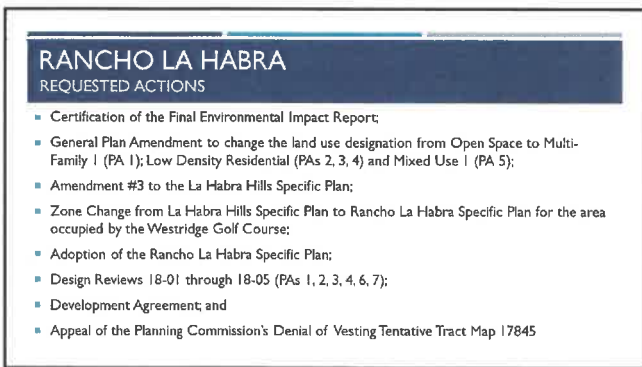 RANCHO LA HABRA
REQUESTED ACTIONS
Certification of the Final Environmental Impact Report;
General Plan Amendment to change the land use designation from Open Space to Multi-
Family 1 (PA 1); Low Density Residential (PAs 2, 3, 4) and Mixed Use 1 (PA 5);
Amendment #3 to the La Habra Hills Specific Plan;
Zone Change from La Habra Hills Specific Plan to Rancho La Habra Specific Plan for the area
occupied by the Westridge Golf Course;
Adoption of the Rancho La Habra Specific Plan;
Design Reviews 18-01 through 18-05 (PAs 1, 2, 3, 4, 6, 7);
Development Agreement; and
Appeal of the Planning Commission's Denial of Vesting Tentative Tract Map 17845